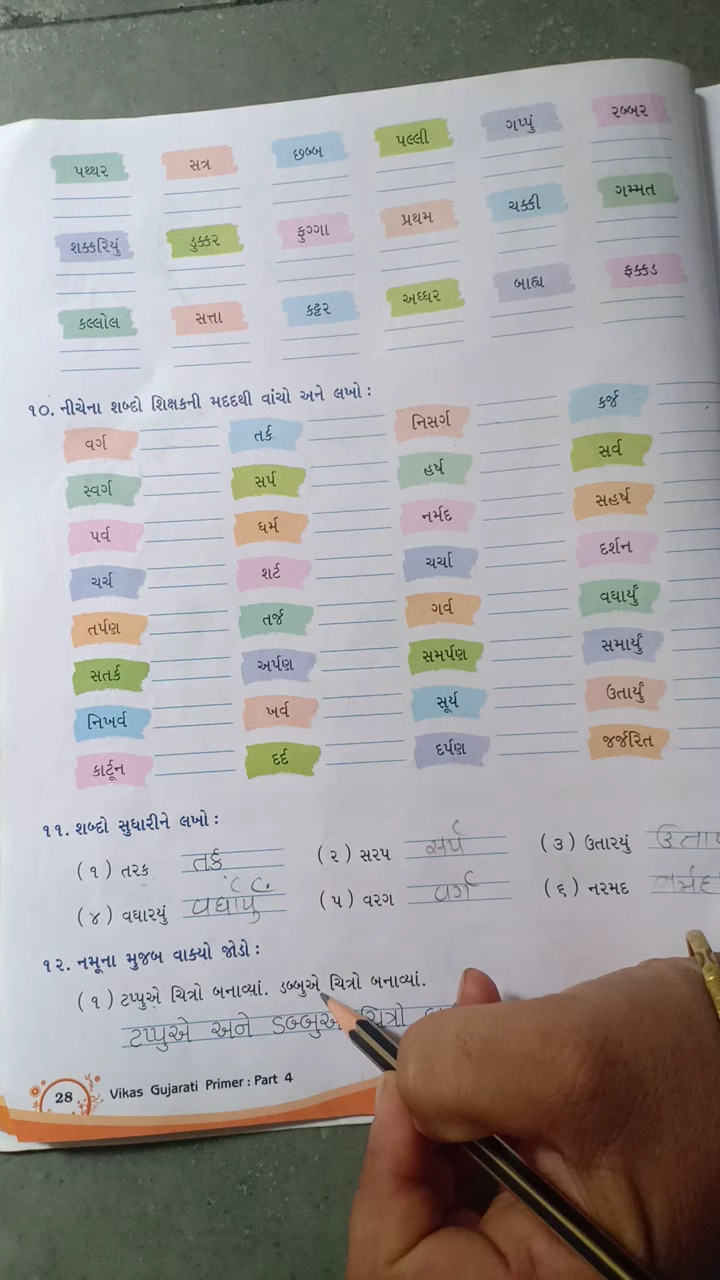 પથ્થર સત્ર છબ્બ પલ્લી ગપ્પું રબ્બર
શક્કરિયું ડુક્કર ફુગ્ગા પ્રથમ ચક્કી ગમ્મત
કલ્લોલ સત્તા કટ્ટર અધ્ધર બાહ્ય ફક્કડ
૧૦. નીચેના શબ્દો શિક્ષકની મદદથી વાંચો અને લખો :
વર્ગ તર્ક નિસર્ગ કર્જ
સ્વર્ગ સર્પ હર્ષ સર્વ
પર્વ ધર્મ નર્મદ સહર્ષ
ચર્ચ શર્ટ ચર્ચા દર્શન
તર્પણ તર્જ ગર્વ વઘાર્યું
સતર્ક અર્પણ સમર્પણ સમાર્યું
નિખર્વ ખર્વ સૂર્ય ઉતાર્યું
કાર્ટૂન દર્દ દર્પણ જર્જરિત
૧૧. શબ્દો સુધારીને લખો :
(૧) તરક તર્ક (૨) સરપ સર્પ (૩) ઉતારયું
(૪) વઘારયું વઘાર્યું (૫) વરગ વર્ગ (૬) નરમદ નર્મદ
૧૨. નમૂના મુજબ વાક્યો જોડો :
(૧) ટપ્પુએ ચિત્રો બનાવ્યાં. ડબ્બુએ ચિત્રો બનાવ્યાં.
ટપ્પુએ અને ડબ્બુએ ચિત્રો
28 Vikas Gujarati Primer : Part 4